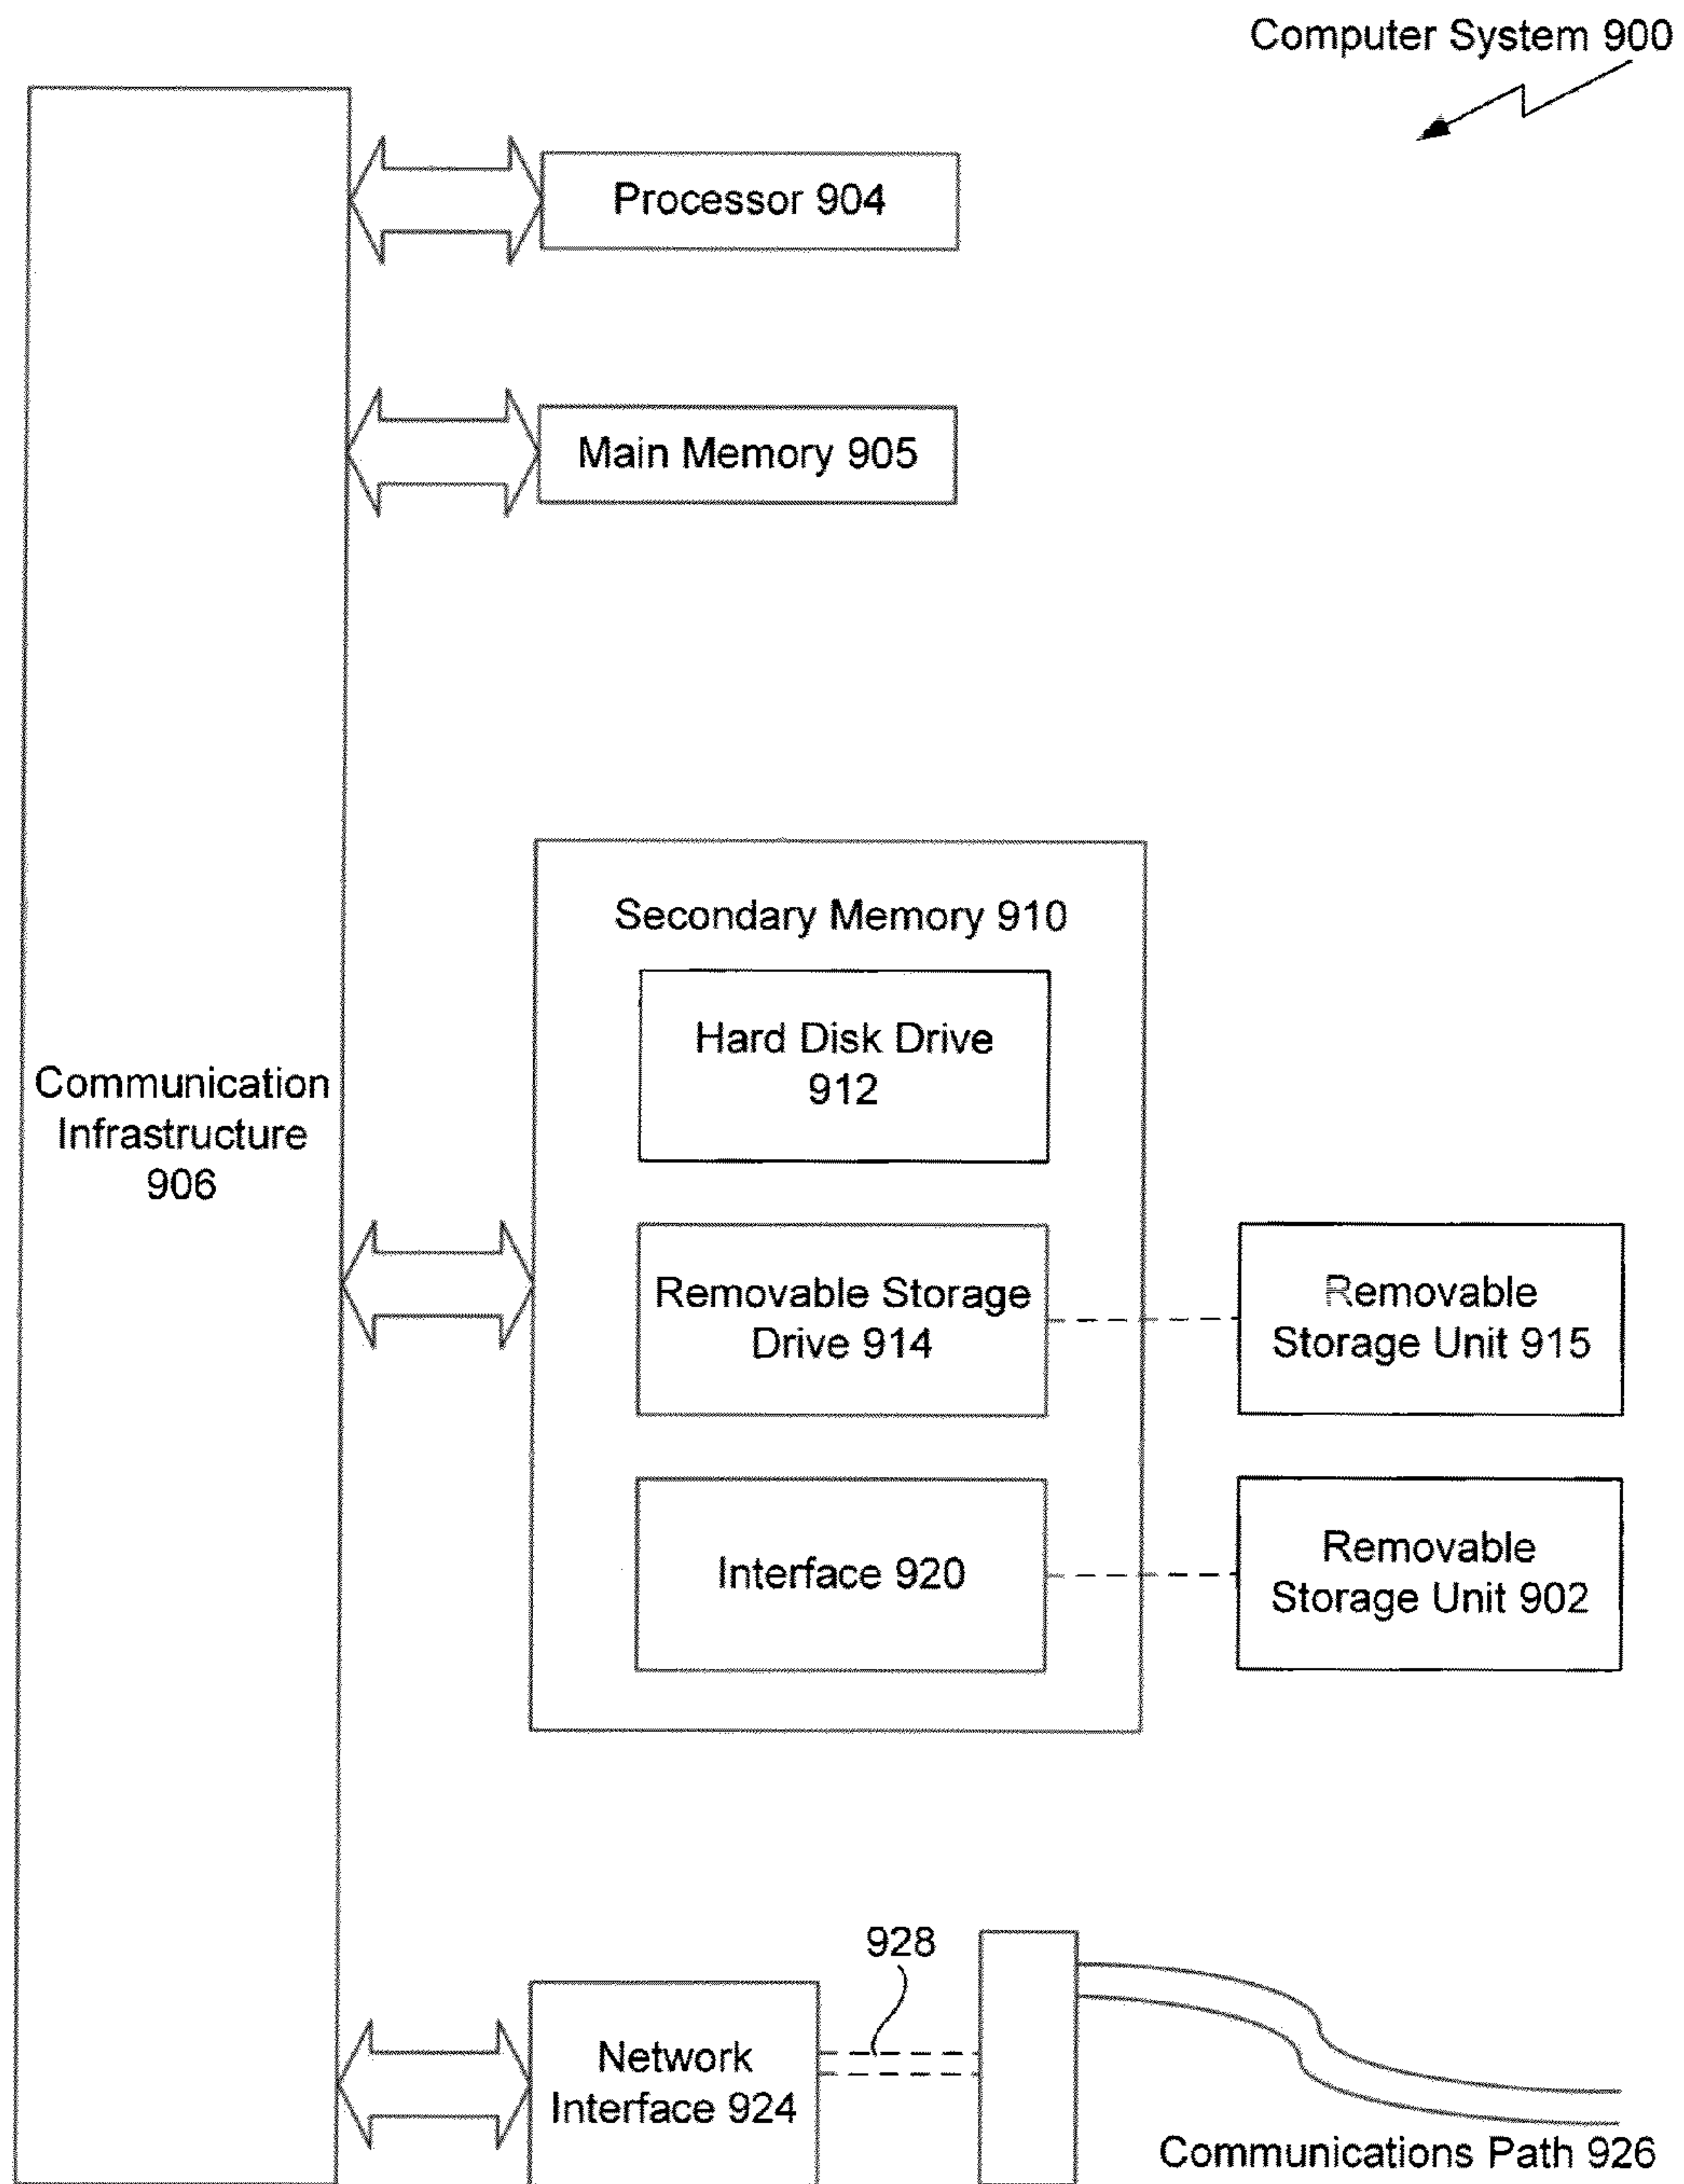 Computer System 900
Processor 904
Main Memory 905
Secondary Memory 910
Hard Disk Drive
912
Communication
Infrastructure
906
Removable Storage
Drive 914
Removable
Storage Unit 915
Interface 920
Removable
Storage Unit 902
928
Network
Interface 924
Communications Path 926